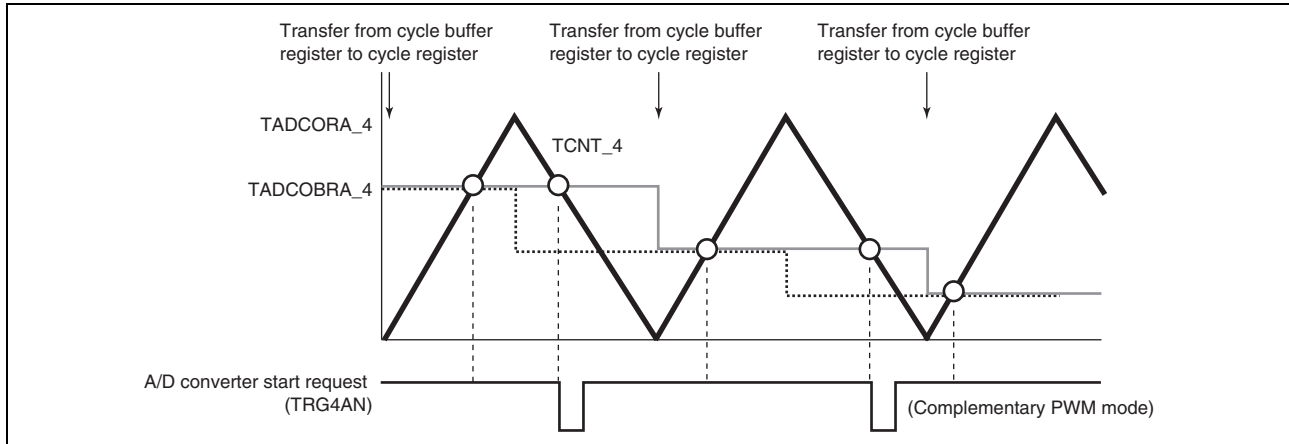 Transfer from cycle buffer
register to cycle register
Transfer from cycle buffer
register to cycle register
Transfer from cycle buffer
register to cycle register
TADCORA_4
TCNT_4
TADCOBRA_4
A/D converter start request
(TRG4AN)
(Complementary PWM mode)